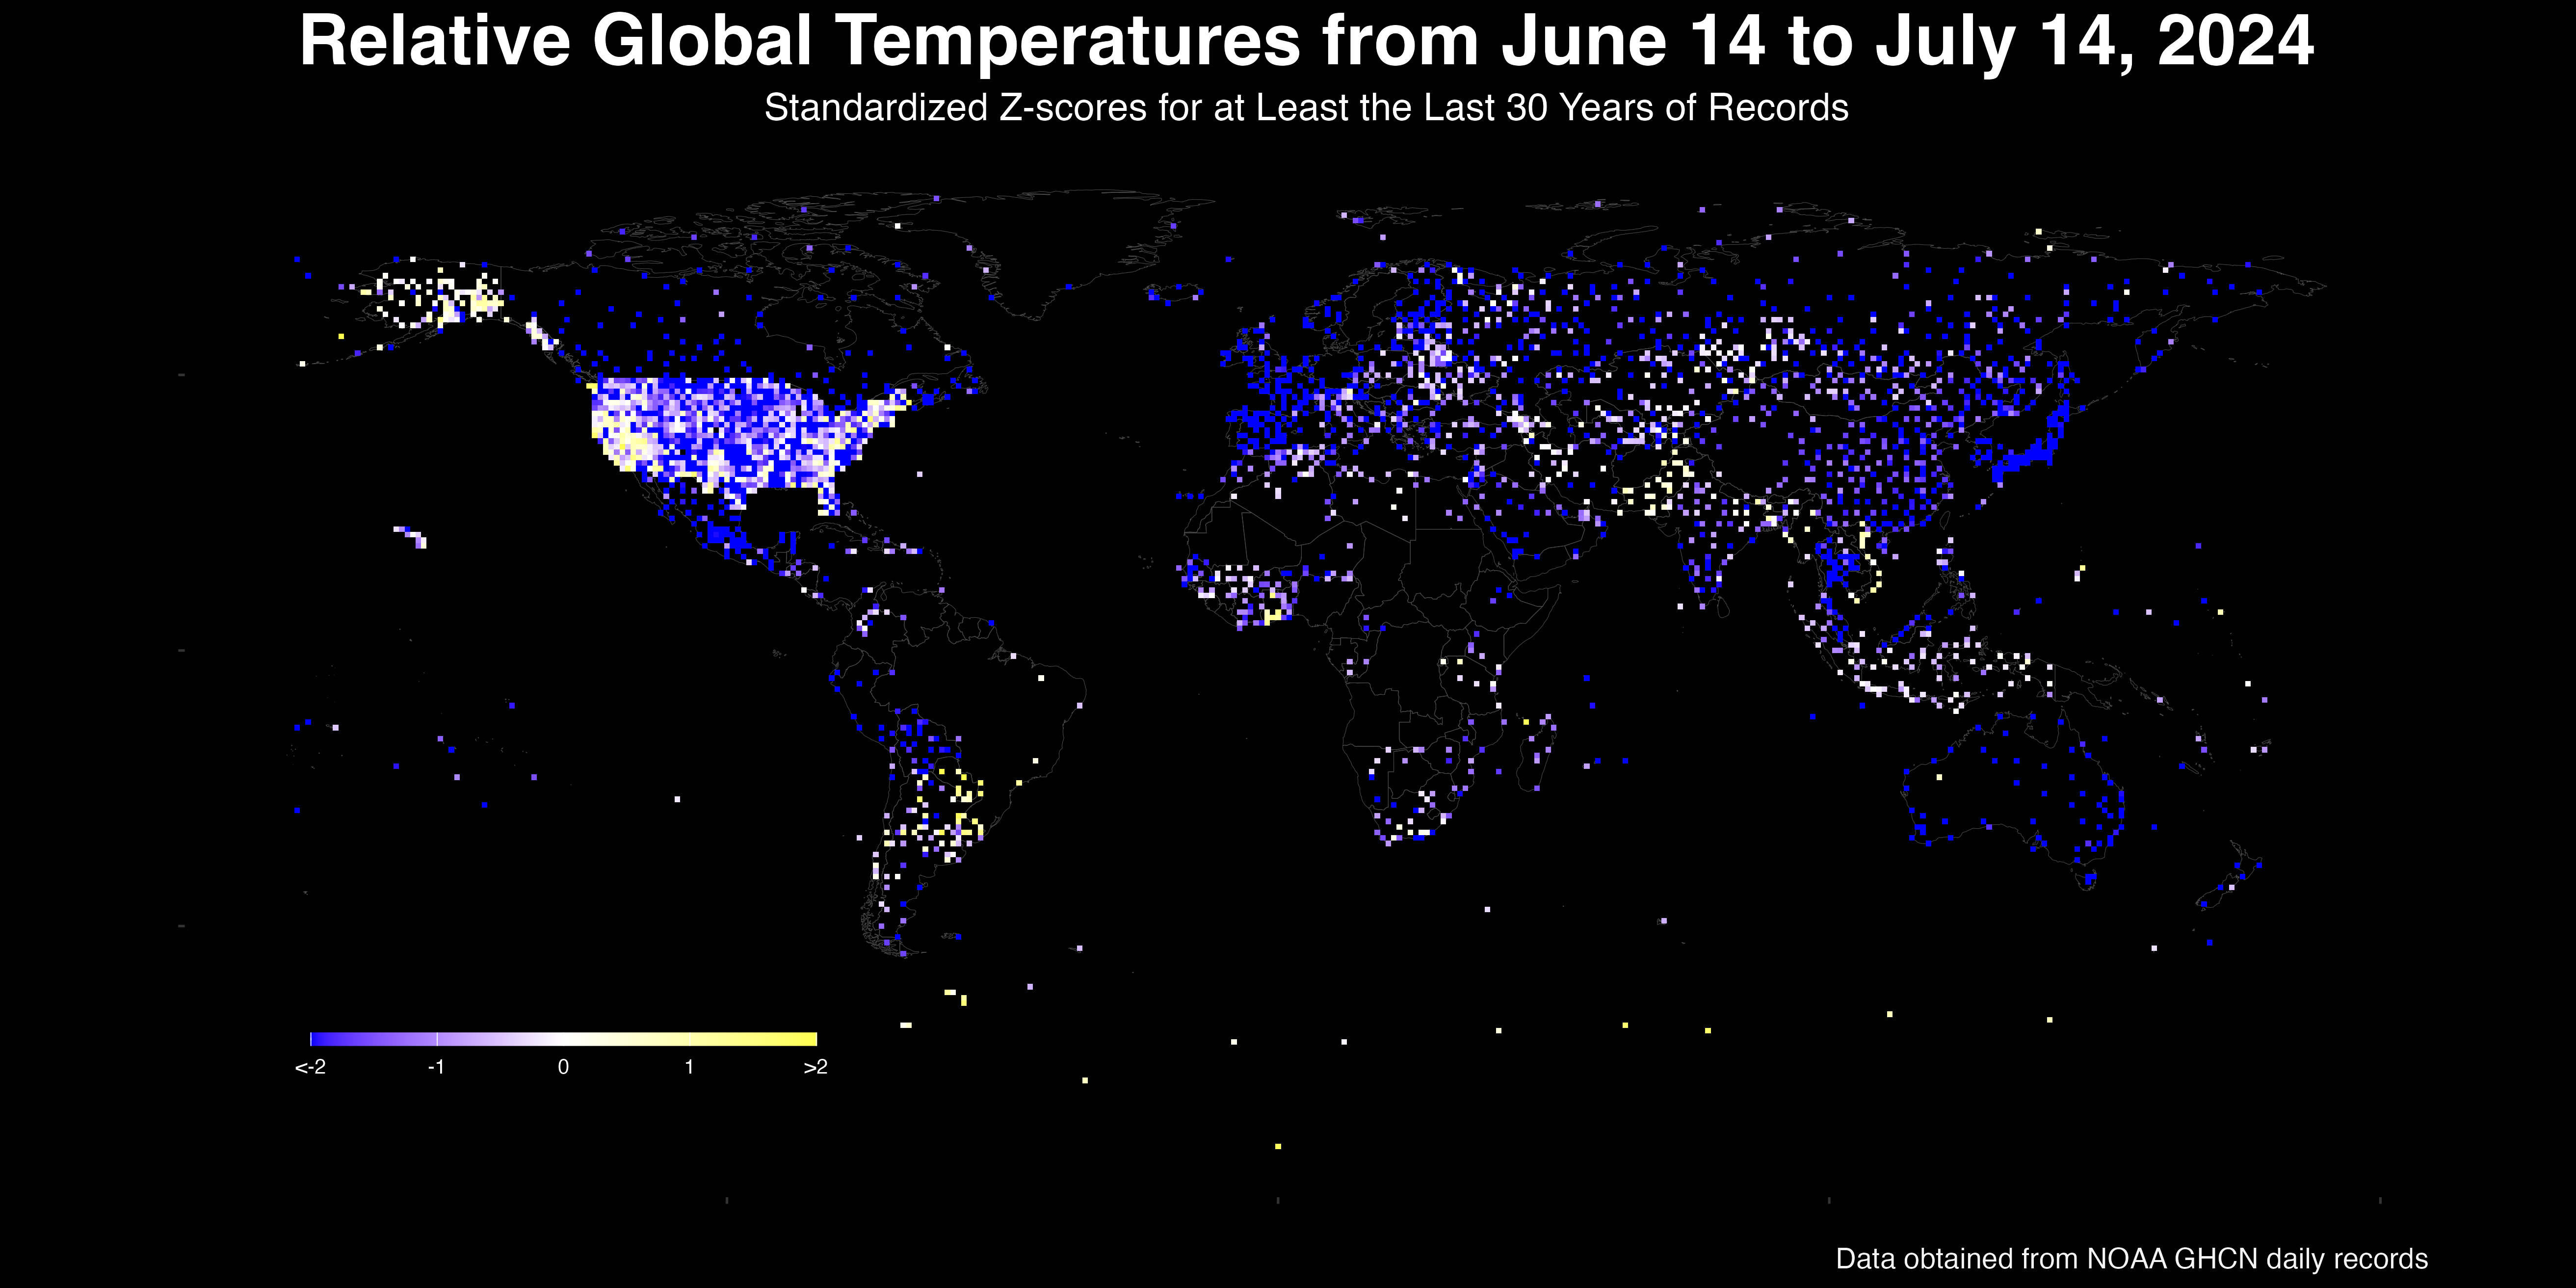 Relative Global Temperatures from June 14 to July 14, 2024
Standardized Z-scores for at Least the Last 30 Years of Records
<-2 -1 0 1 >2
Data obtained from NOAA GHCN daily records